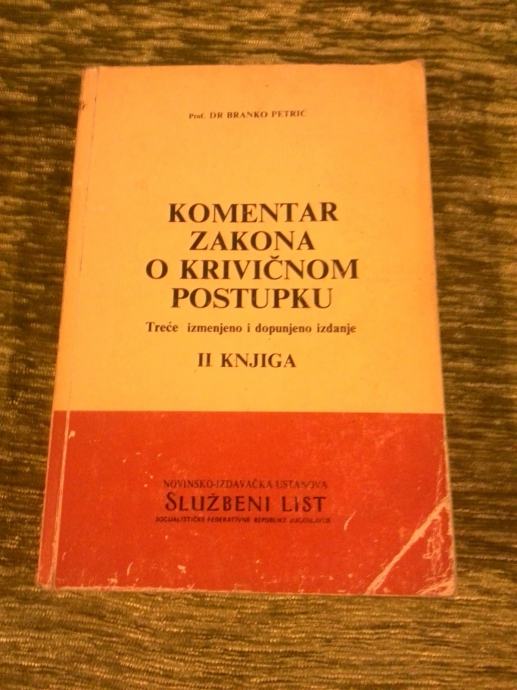 Prof. DR BRANKO PETRIĆ
KOMENTAR
ZAKONA
O KRIVIČNOM
POSTUPKU
Treće izmenjeno i dopunjeno izdanje
II KNJIGA
NOVINSKO-IZDAVAČKA USTANOVA
SLUŽBENI LIST
SOCIJALISTIČKE FEDERATIVNE REPUBLIKE JUGOSLAVIJE